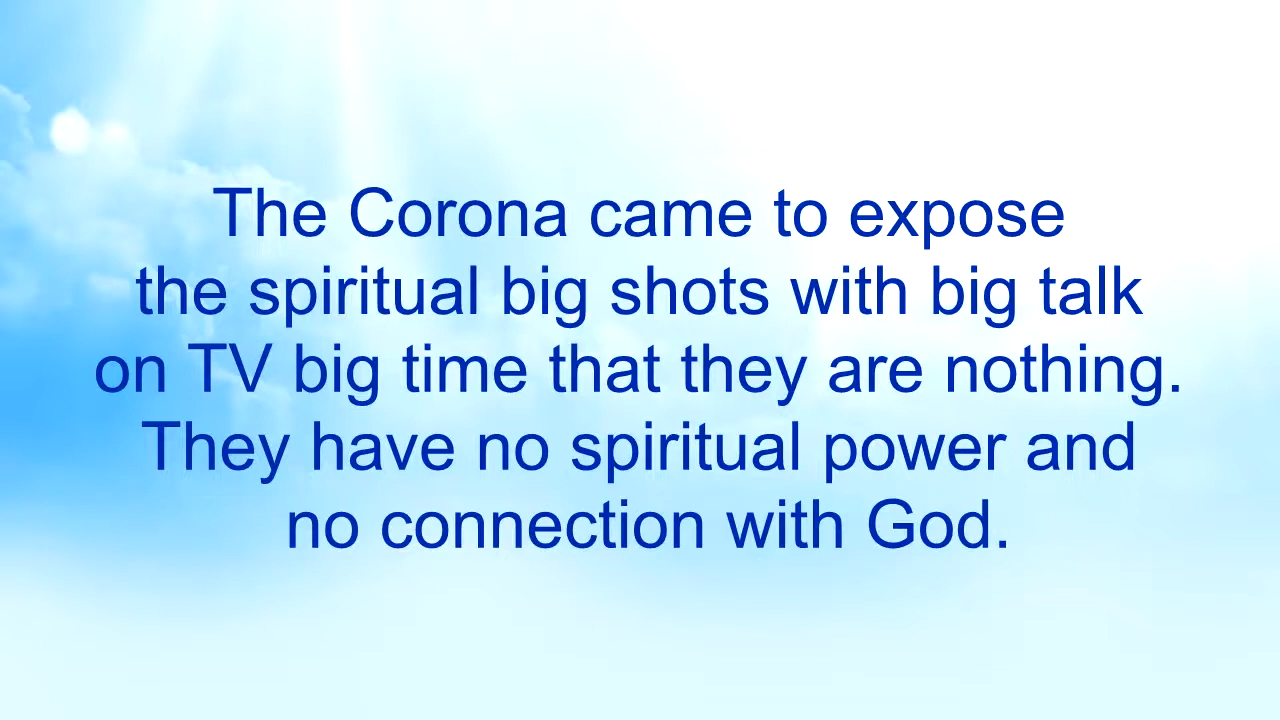 The Corona came to expose
the spiritual big shots with big talk
on TV big time that they are nothing.
They have no spiritual power and
no connection with God.